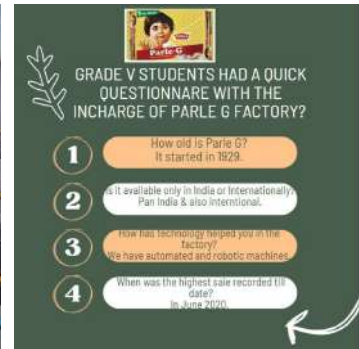 PARLE
Parle-G
GRADE V STUDENTS HAD A QUICK
QUESTIONNARE WITH THE
INCHARGE OF PARLE G FACTORY?
1
How old is Parle G?
It started in 1929.
2
Is it available only in India or Internationally?
Pan India & also interntional.
3
How has technology helped you in the
factory?
We have automated and robotic machines.
4
When was the highest sale recorded till
date?
In June 2020.